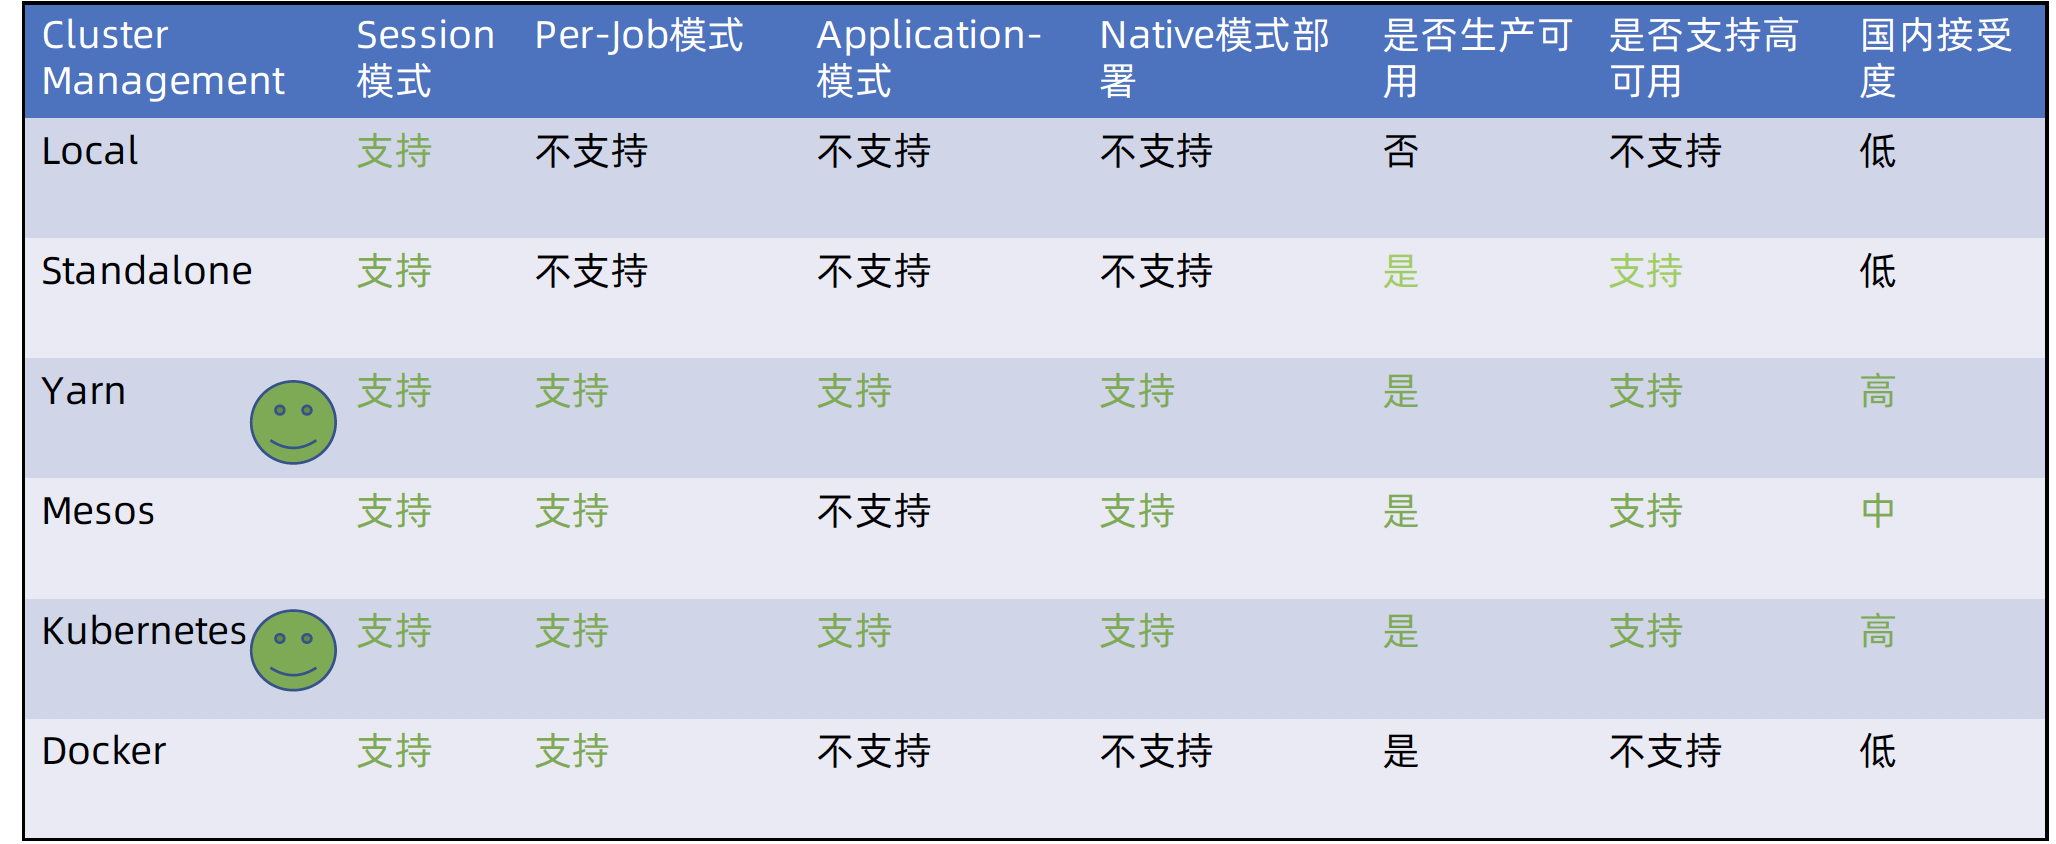 Cluster Management Session模式 Per-Job模式 Application-模式 Native模式部署 是否生产可用 是否支持高可用 国内接受度
Local 支持 不支持 不支持 不支持 否 不支持 低
Standalone 支持 不支持 不支持 不支持 是 支持 低
Yarn 支持 支持 支持 支持 是 支持 高
Mesos 支持 支持 不支持 支持 是 支持 中
Kubernetes 支持 支持 支持 支持 是 支持 高
Docker 支持 支持 不支持 不支持 是 不支持 低